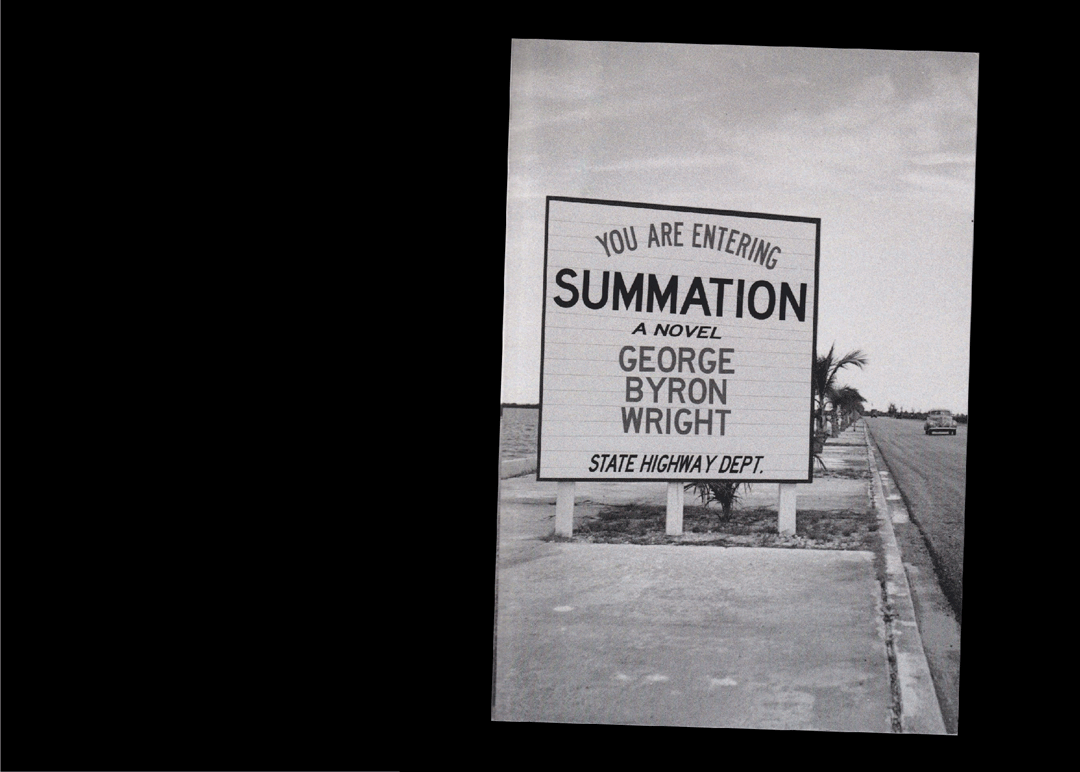 YOU ARE ENTERING
SUMMATION
A NOVEL
GEORGE
BYRON
WRIGHT
STATE HIGHWAY DEPT.